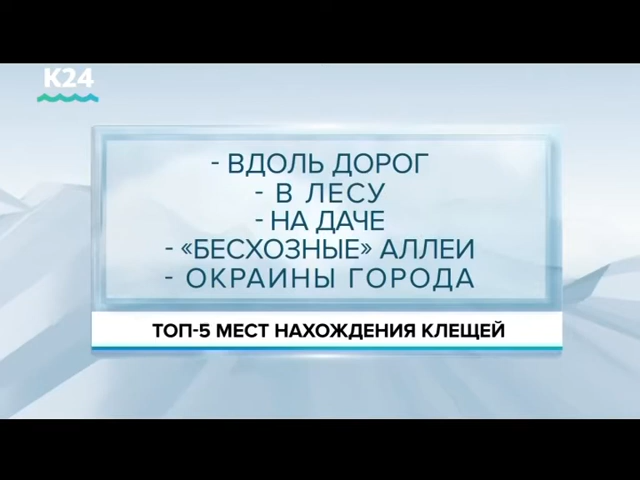 К24
- ВДОЛЬ ДОРОГ
- В ЛЕСУ
- НА ДАЧЕ
- «БЕСХОЗНЫЕ» АЛЛЕИ
- ОКРАИНЫ ГОРОДА
ТОП-5 МЕСТ НАХОЖДЕНИЯ КЛЕЩЕЙ